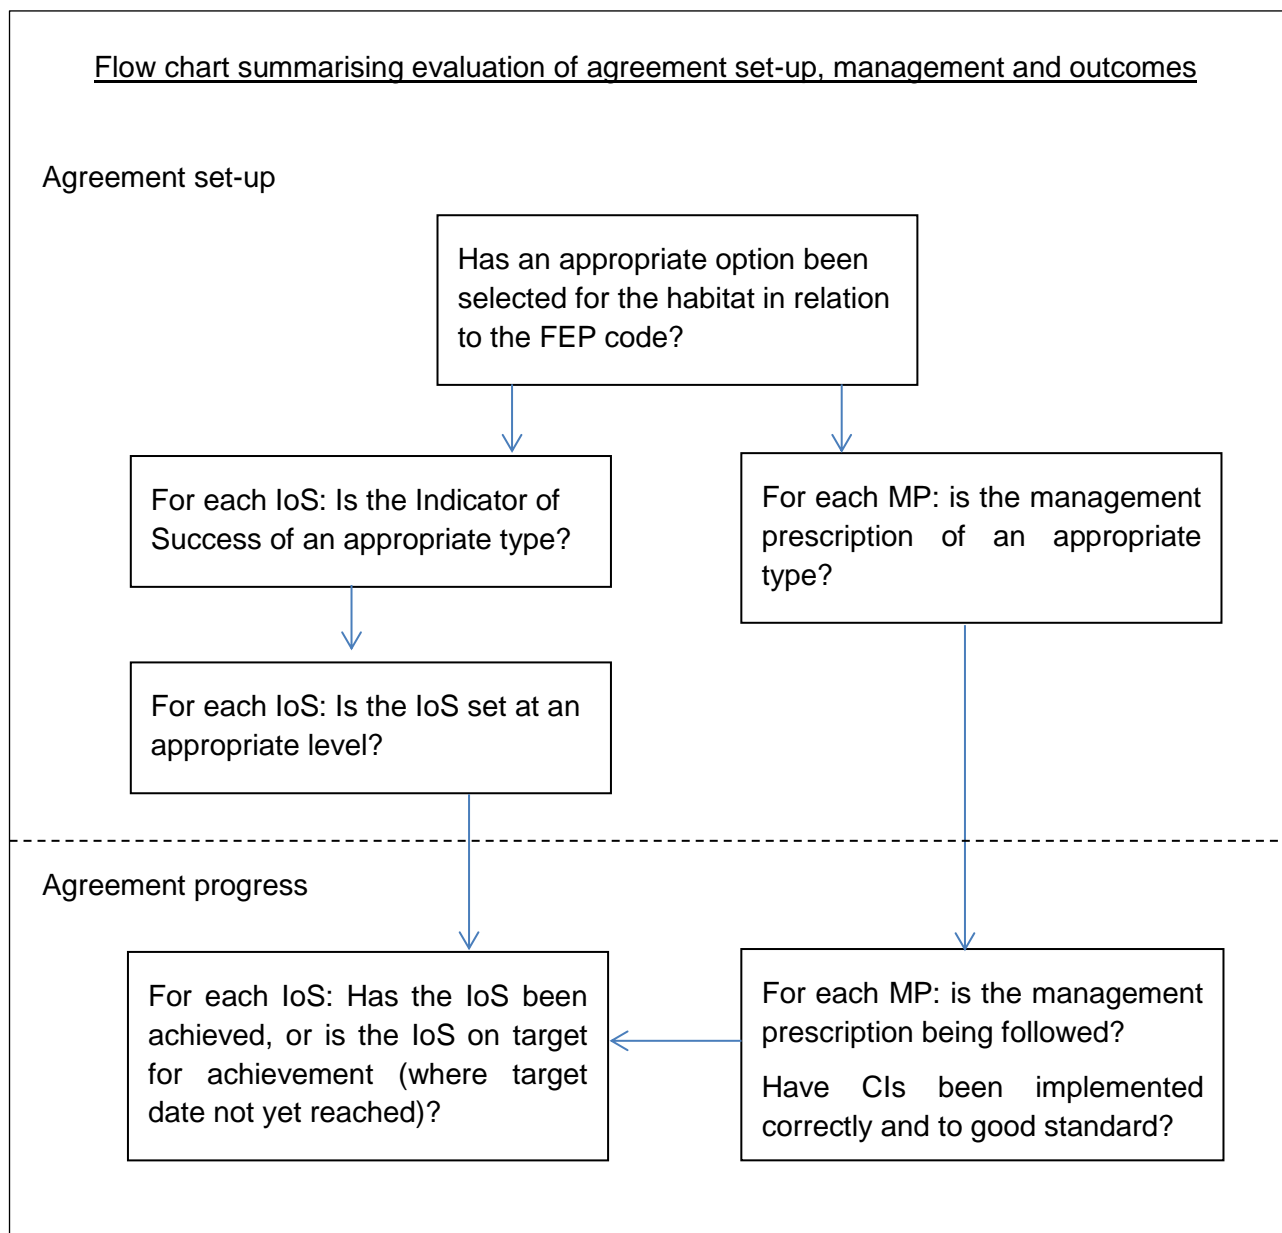 Flow chart summarising evaluation of agreement set-up, management and outcomes
Agreement set-up
Has an appropriate option been
selected for the habitat in relation
to the FEP code?
For each IoS: Is the Indicator of
Success of an appropriate type?
For each MP: is the management
prescription of an appropriate
type?
For each IoS: Is the IoS set at an
appropriate level?
Agreement progress
For each IoS: Has the IoS been
achieved, or is the IoS on target
for achievement (where target
date not yet reached)?
For each MP: is the management
prescription being followed?
Have CIs been implemented
correctly and to good standard?